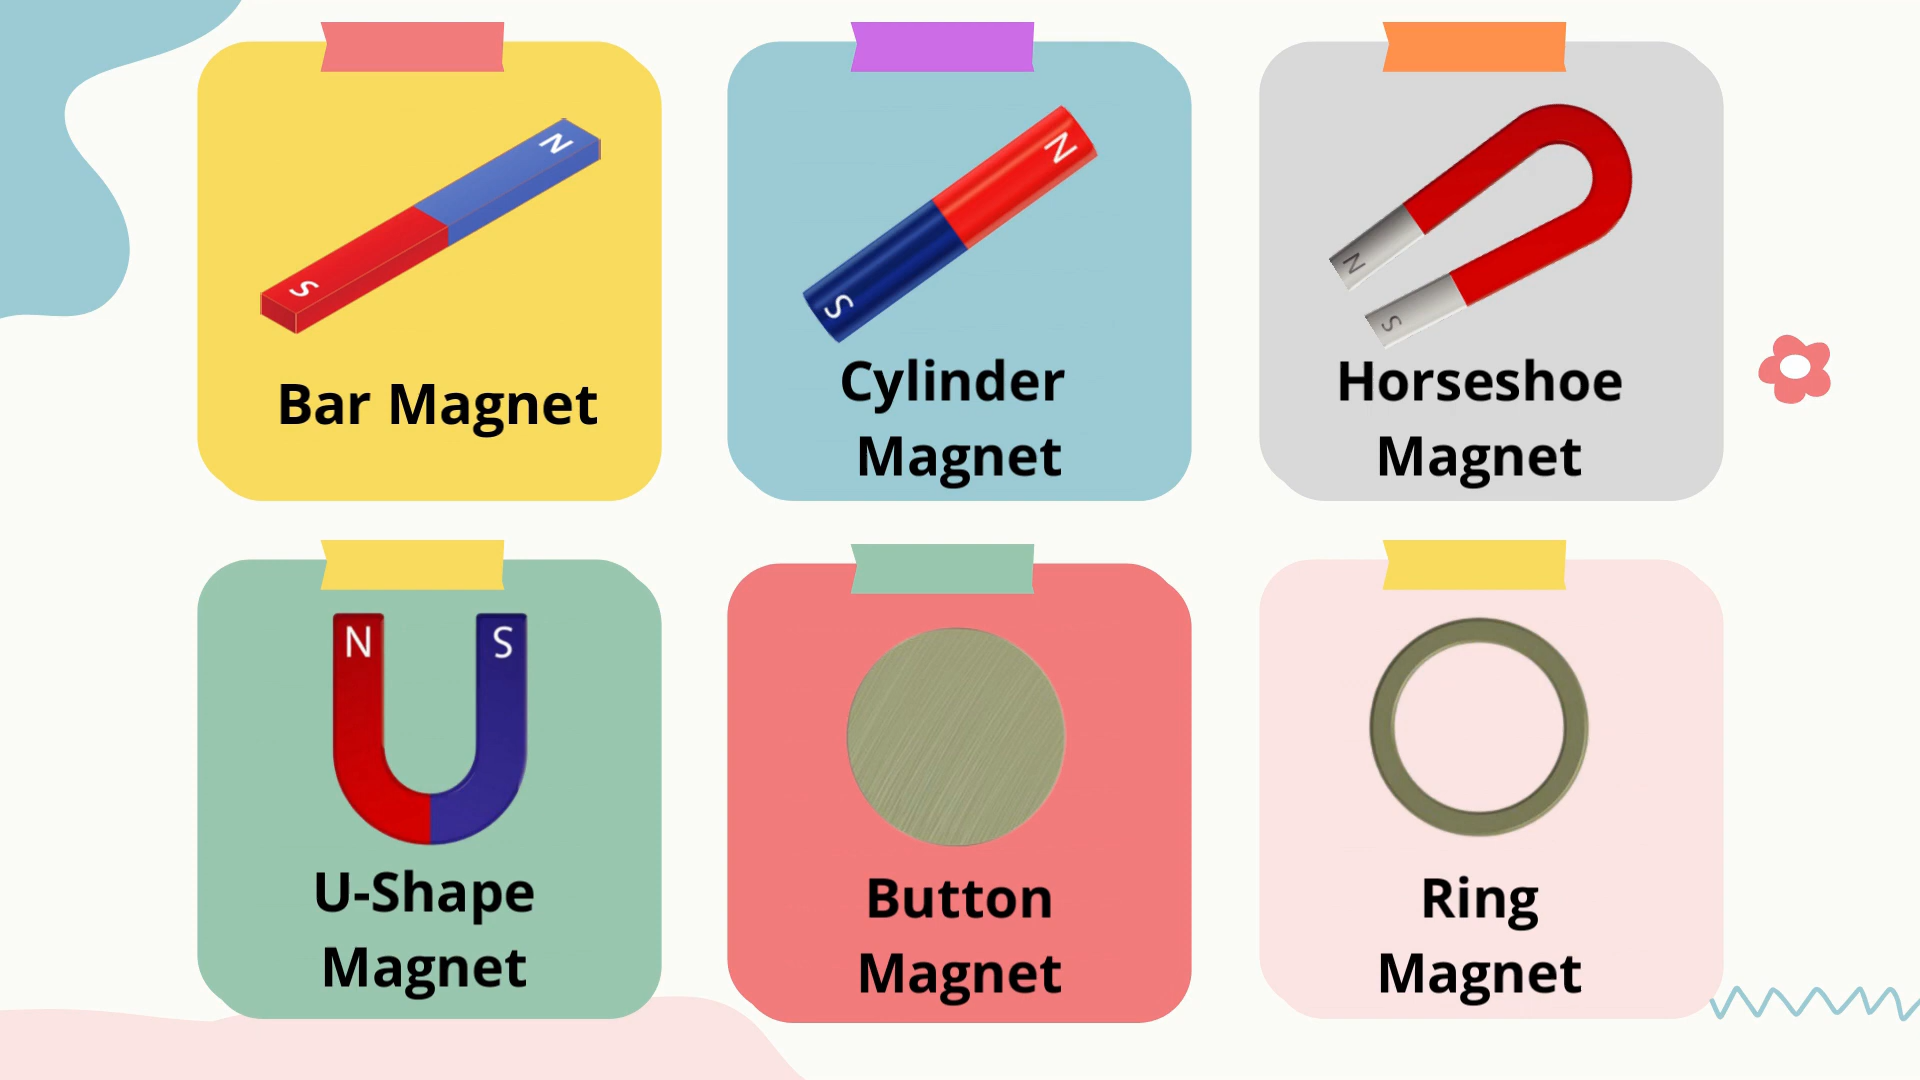 N
S
Bar Magnet
N
S
Cylinder
Magnet
N
S
Horseshoe
Magnet
N S
U-Shape
Magnet
Button
Magnet
Ring
Magnet